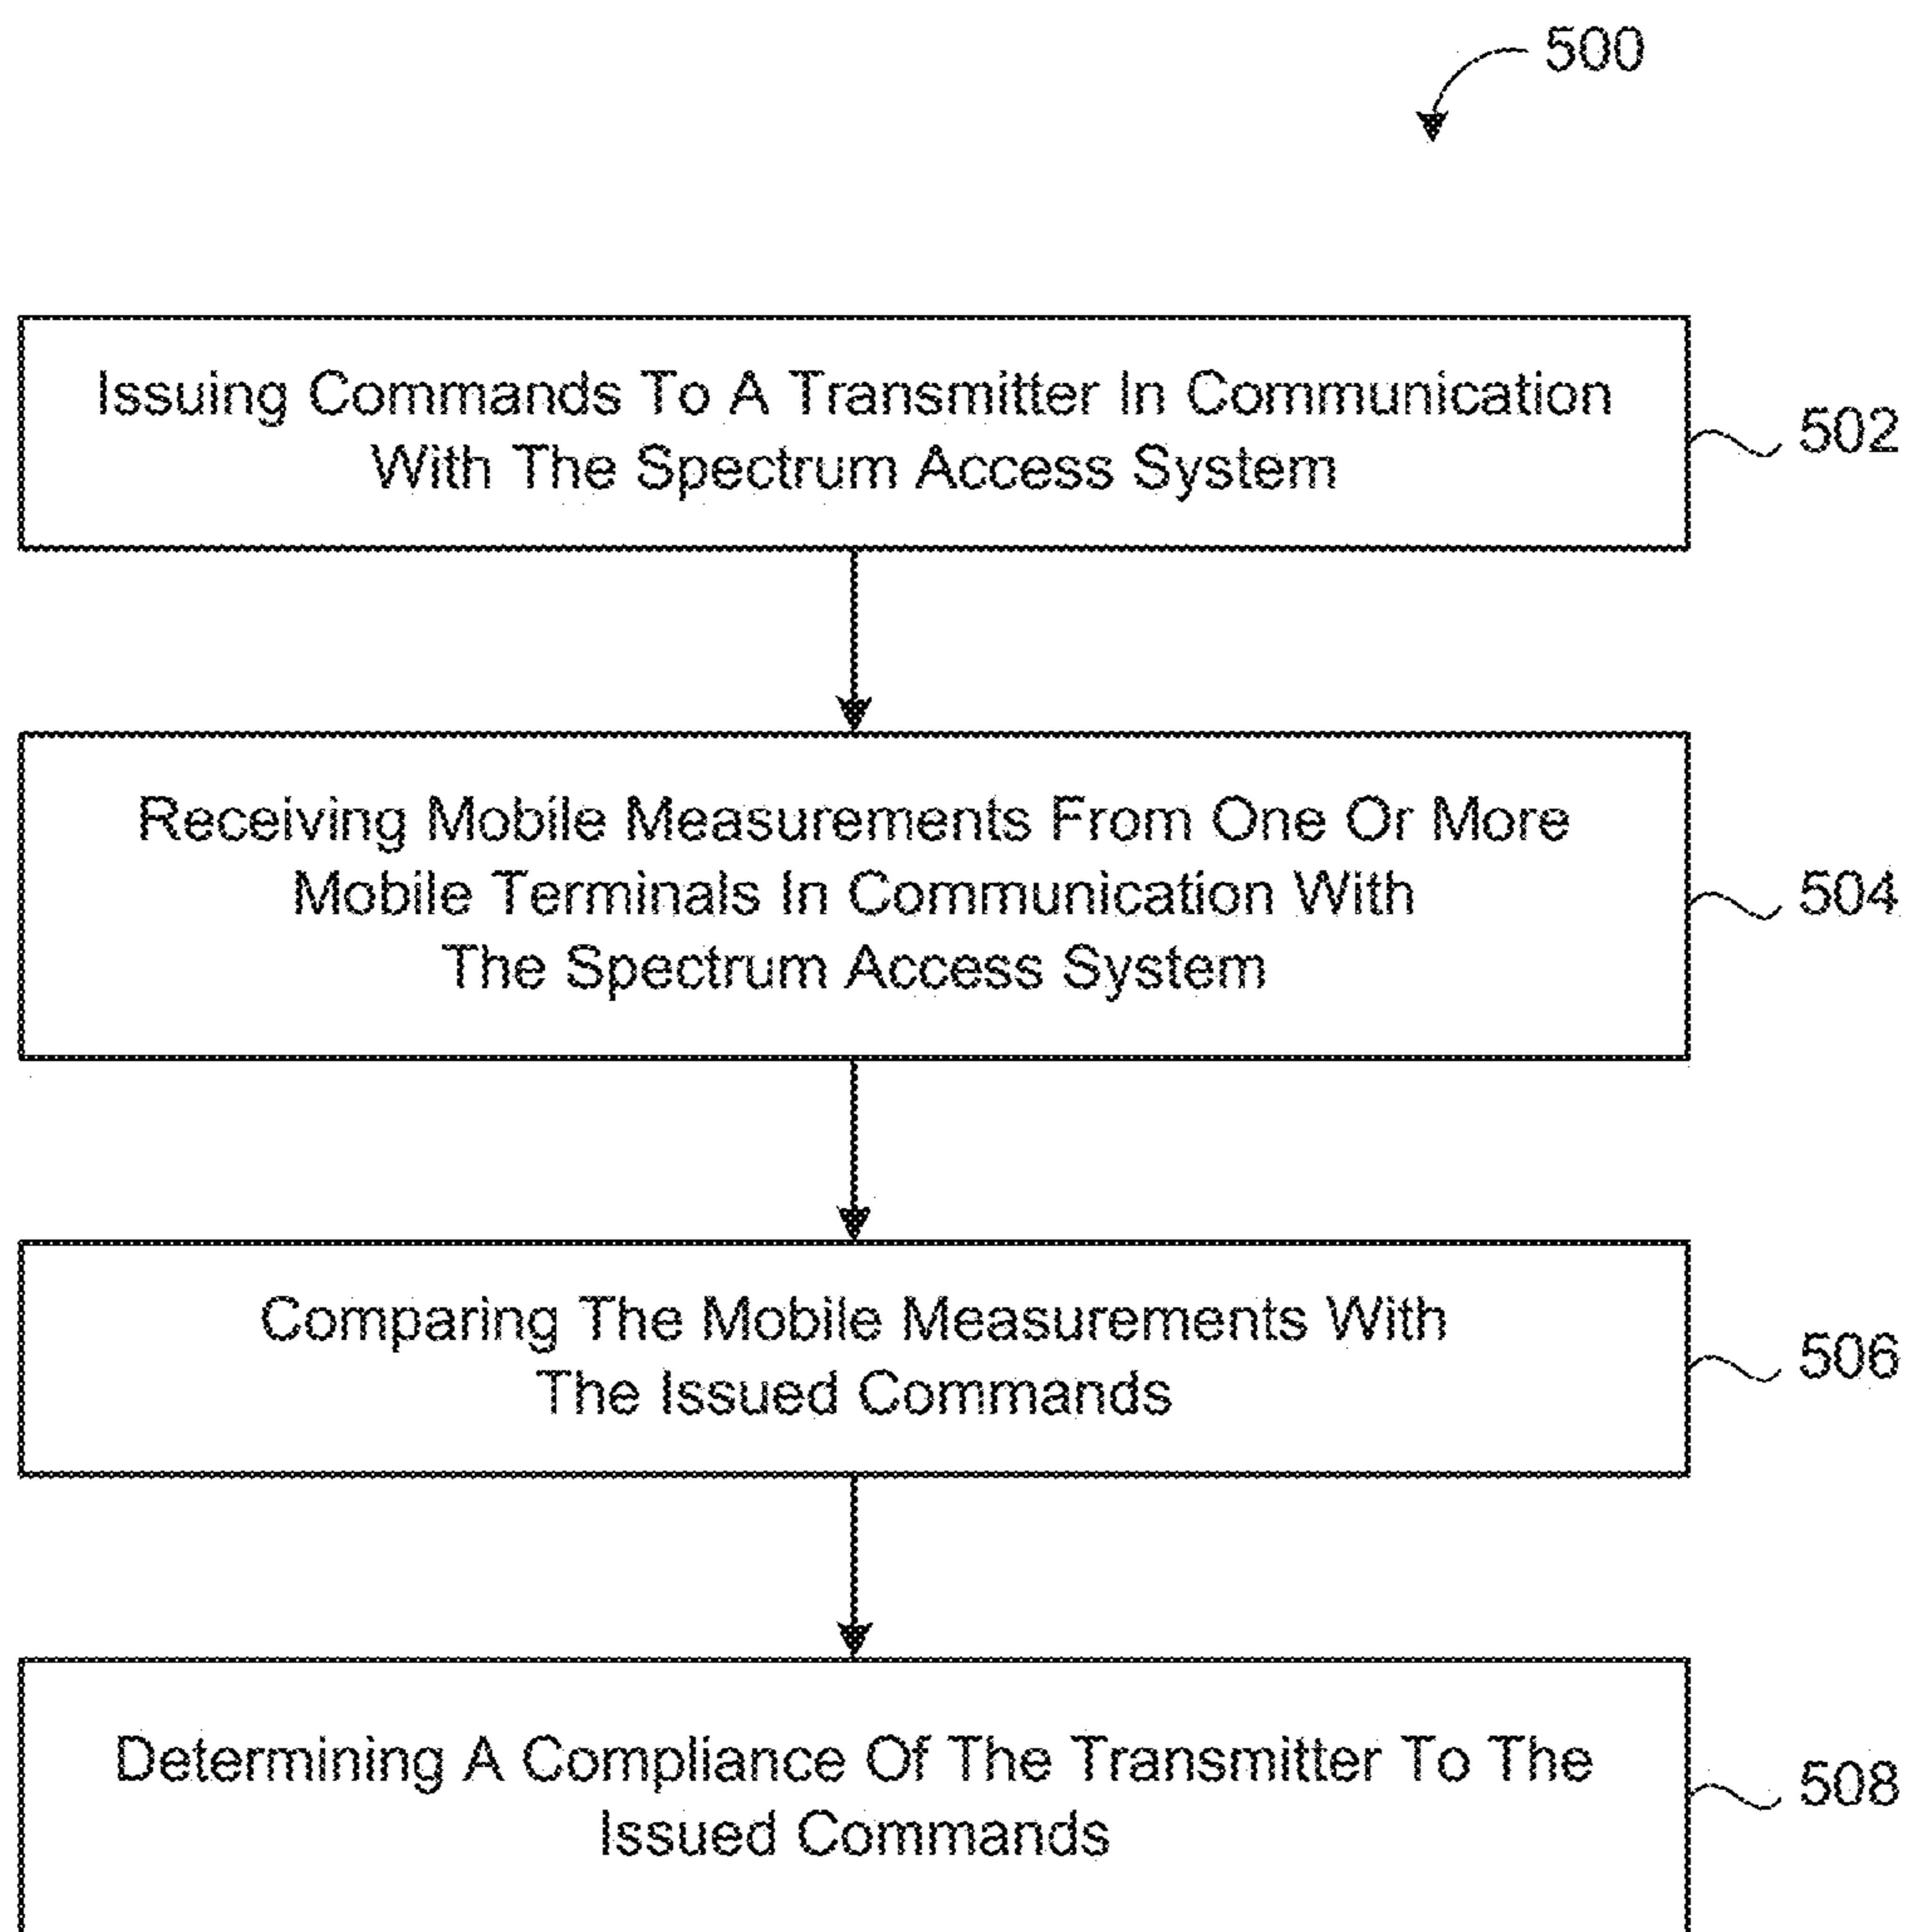 500
Issuing Commands To A Transmitter In Communication
With The Spectrum Access System
502
Receiving Mobile Measurements From One Or More
Mobile Terminals In Communication With
The Spectrum Access System
504
Comparing The Mobile Measurements With
The Issued Commands
506
Determining A Compliance Of The Transmitter To The
Issued Commands
508